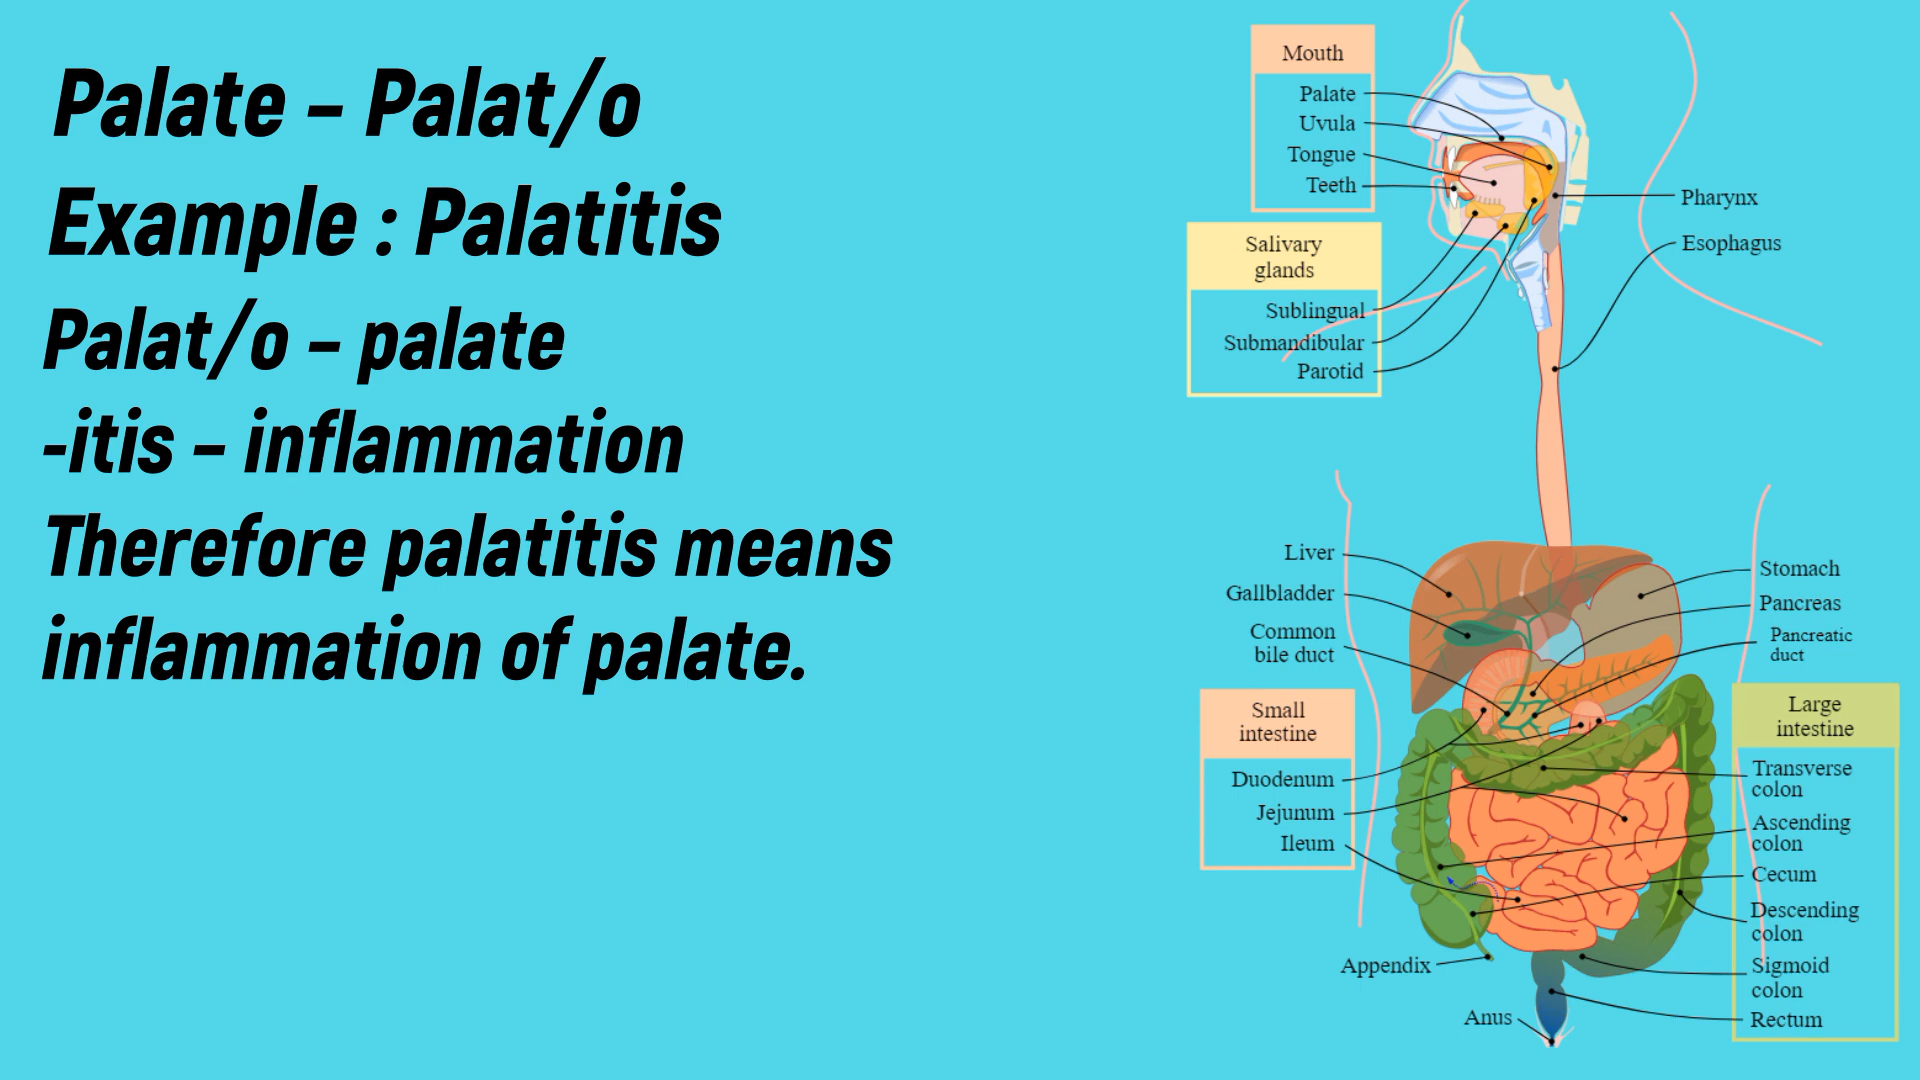 Palate – Palat/o
Example : Palatitis
Palat/o – palate
-itis – inflammation
Therefore palatitis means
inflammation of palate.
Mouth
Palate
Uvula
Tongue
Teeth
Salivary
glands
Sublingual
Submandibular
Parotid
Pharynx
Esophagus
Liver
Gallbladder
Common
bile duct
Stomach
Pancreas
Pancreatic
duct
Small
intestine
Duodenum
Jejunum
Ileum
Large
intestine
Transverse
colon
Ascending
colon
Cecum
Descending
colon
Sigmoid
colon
Rectum
Appendix
Anus